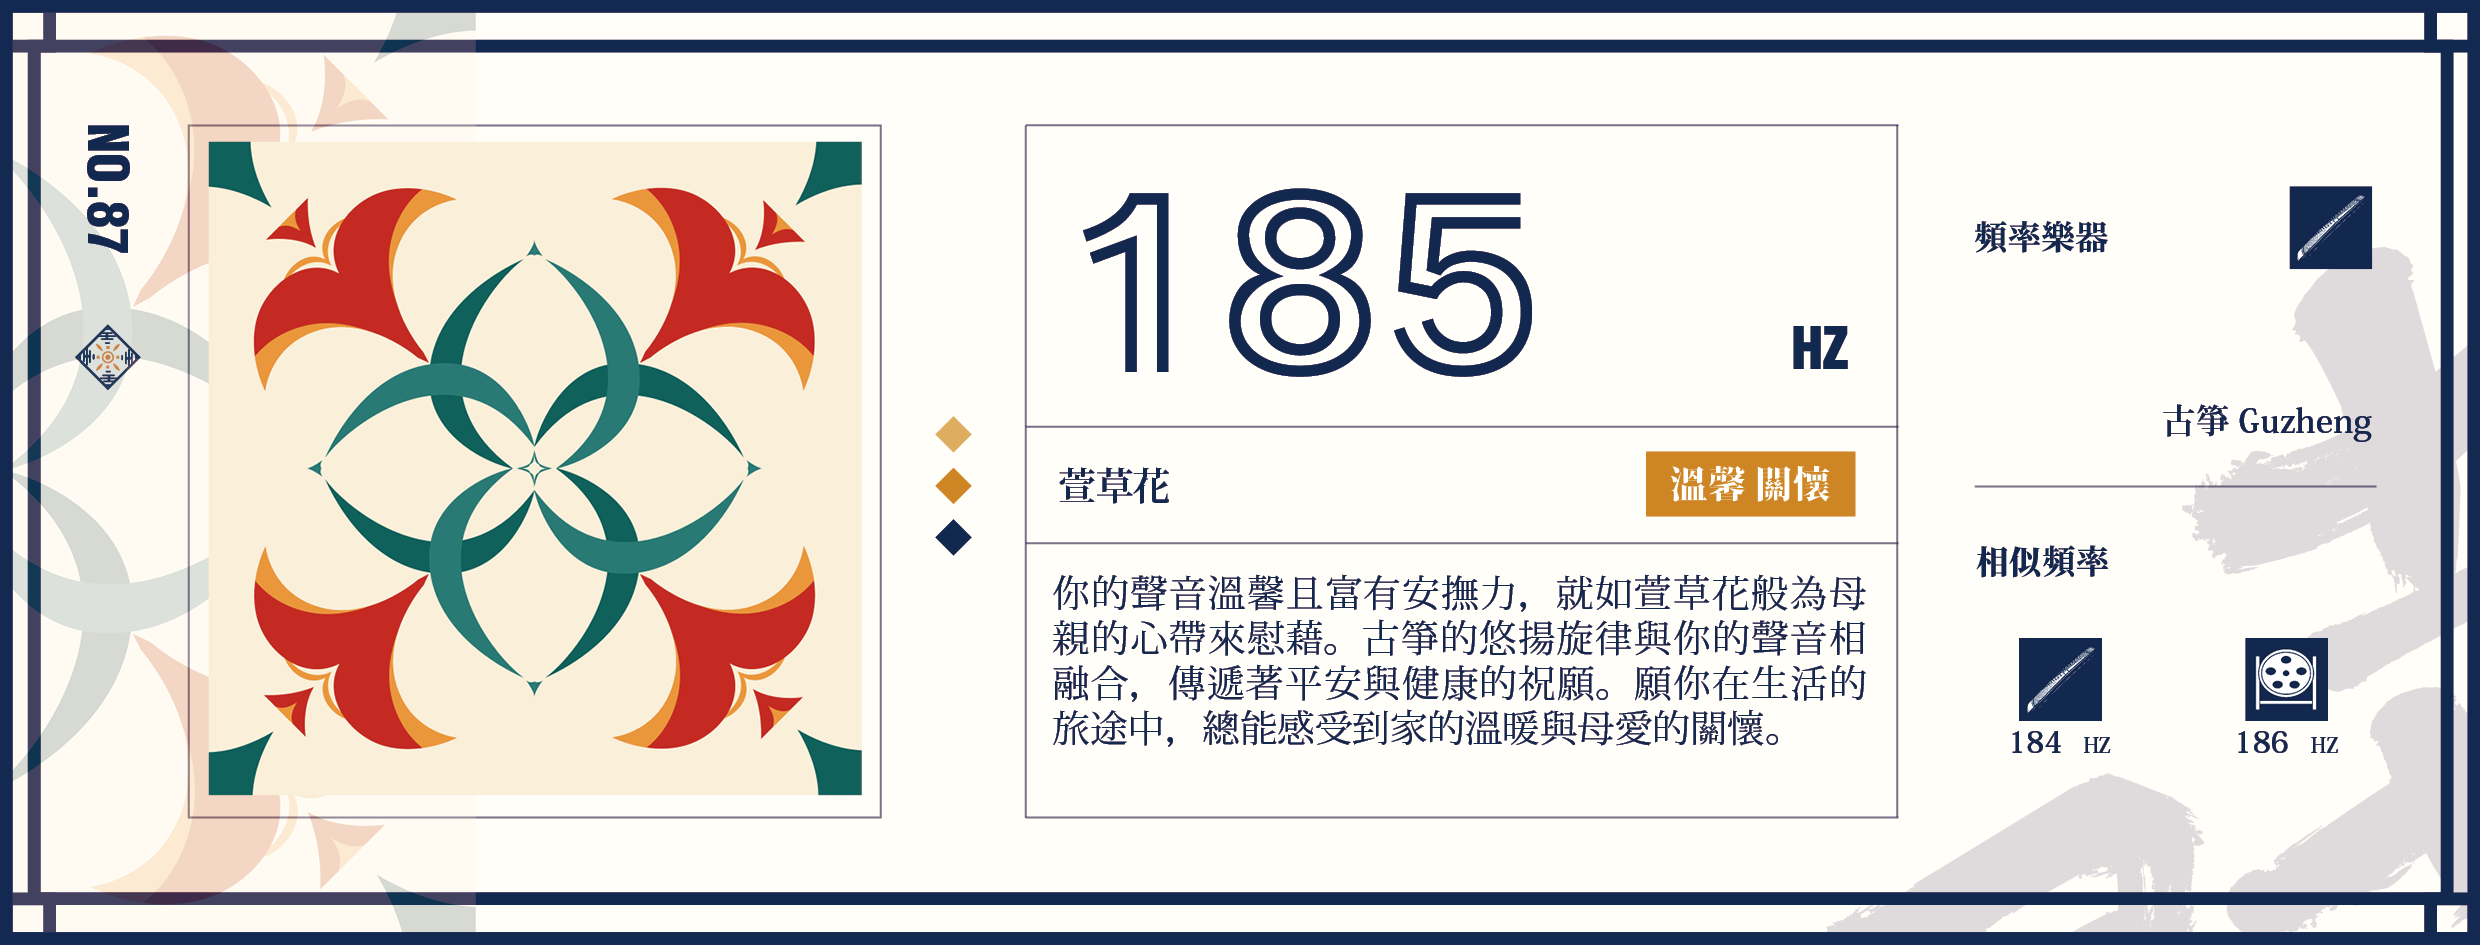 NO.87
185
HZ
萱草花
溫馨 關懷
你的聲音溫馨且富有安撫力，就如萱草花般為母
親的心帶來慰藉。古箏的悠揚旋律與你的聲音相
融合，傳遞著平安與健康的祝願。願你在生活的
旅途中，總能感受到家的溫暖與母愛的關懷。
頻率樂器
古箏 Guzheng
相似頻率
184 HZ
186 HZ